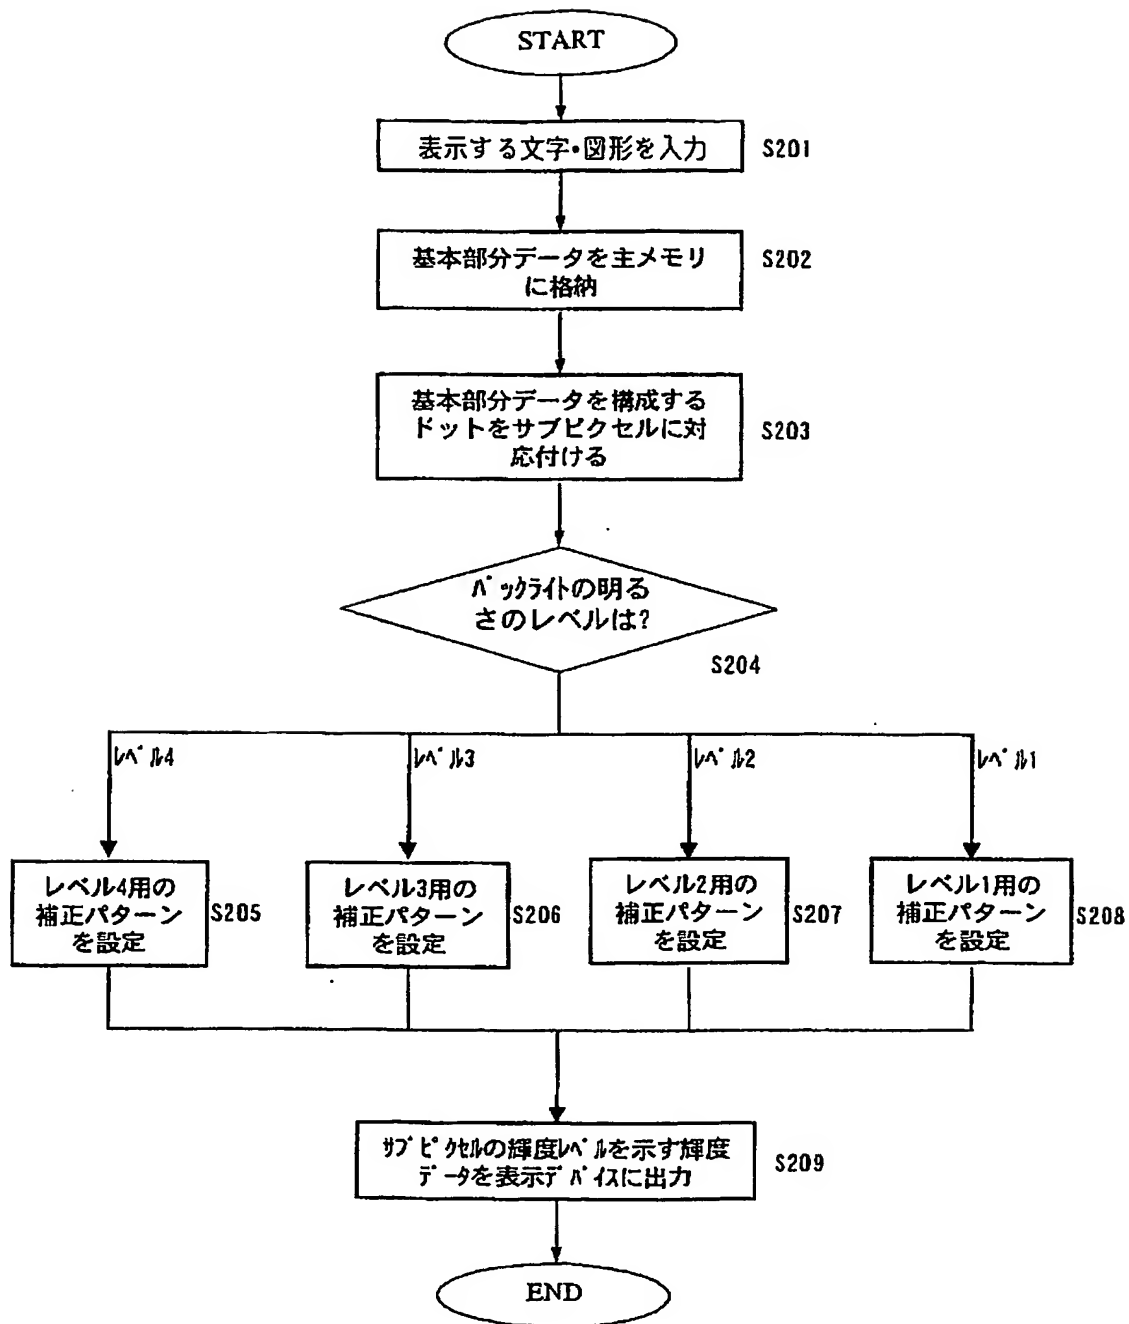 START
表示する文字・図形を入力
S201
基本部分データを主メモリ
に格納
S202
基本部分データを構成する
ドットをサブピクセルに対
応付ける
S203
ﾊﾞｯｸﾗｲﾄの明る
さのレベルは?
S204
ﾚﾍﾞﾙ4
ﾚﾍﾞﾙ3
ﾚﾍﾞﾙ2
ﾚﾍﾞﾙ1
レベル4用の
補正パターン
を設定
S205
レベル3用の
補正パターン
を設定
S206
レベル2用の
補正パターン
を設定
S207
レベル1用の
補正パターン
を設定
S208
ｻﾌﾞﾋﾟｸｾﾙの輝度ﾚﾍﾞﾙを示す輝度
ﾃﾞｰﾀを表示ﾃﾞﾊﾞｲｽに出力
S209
END